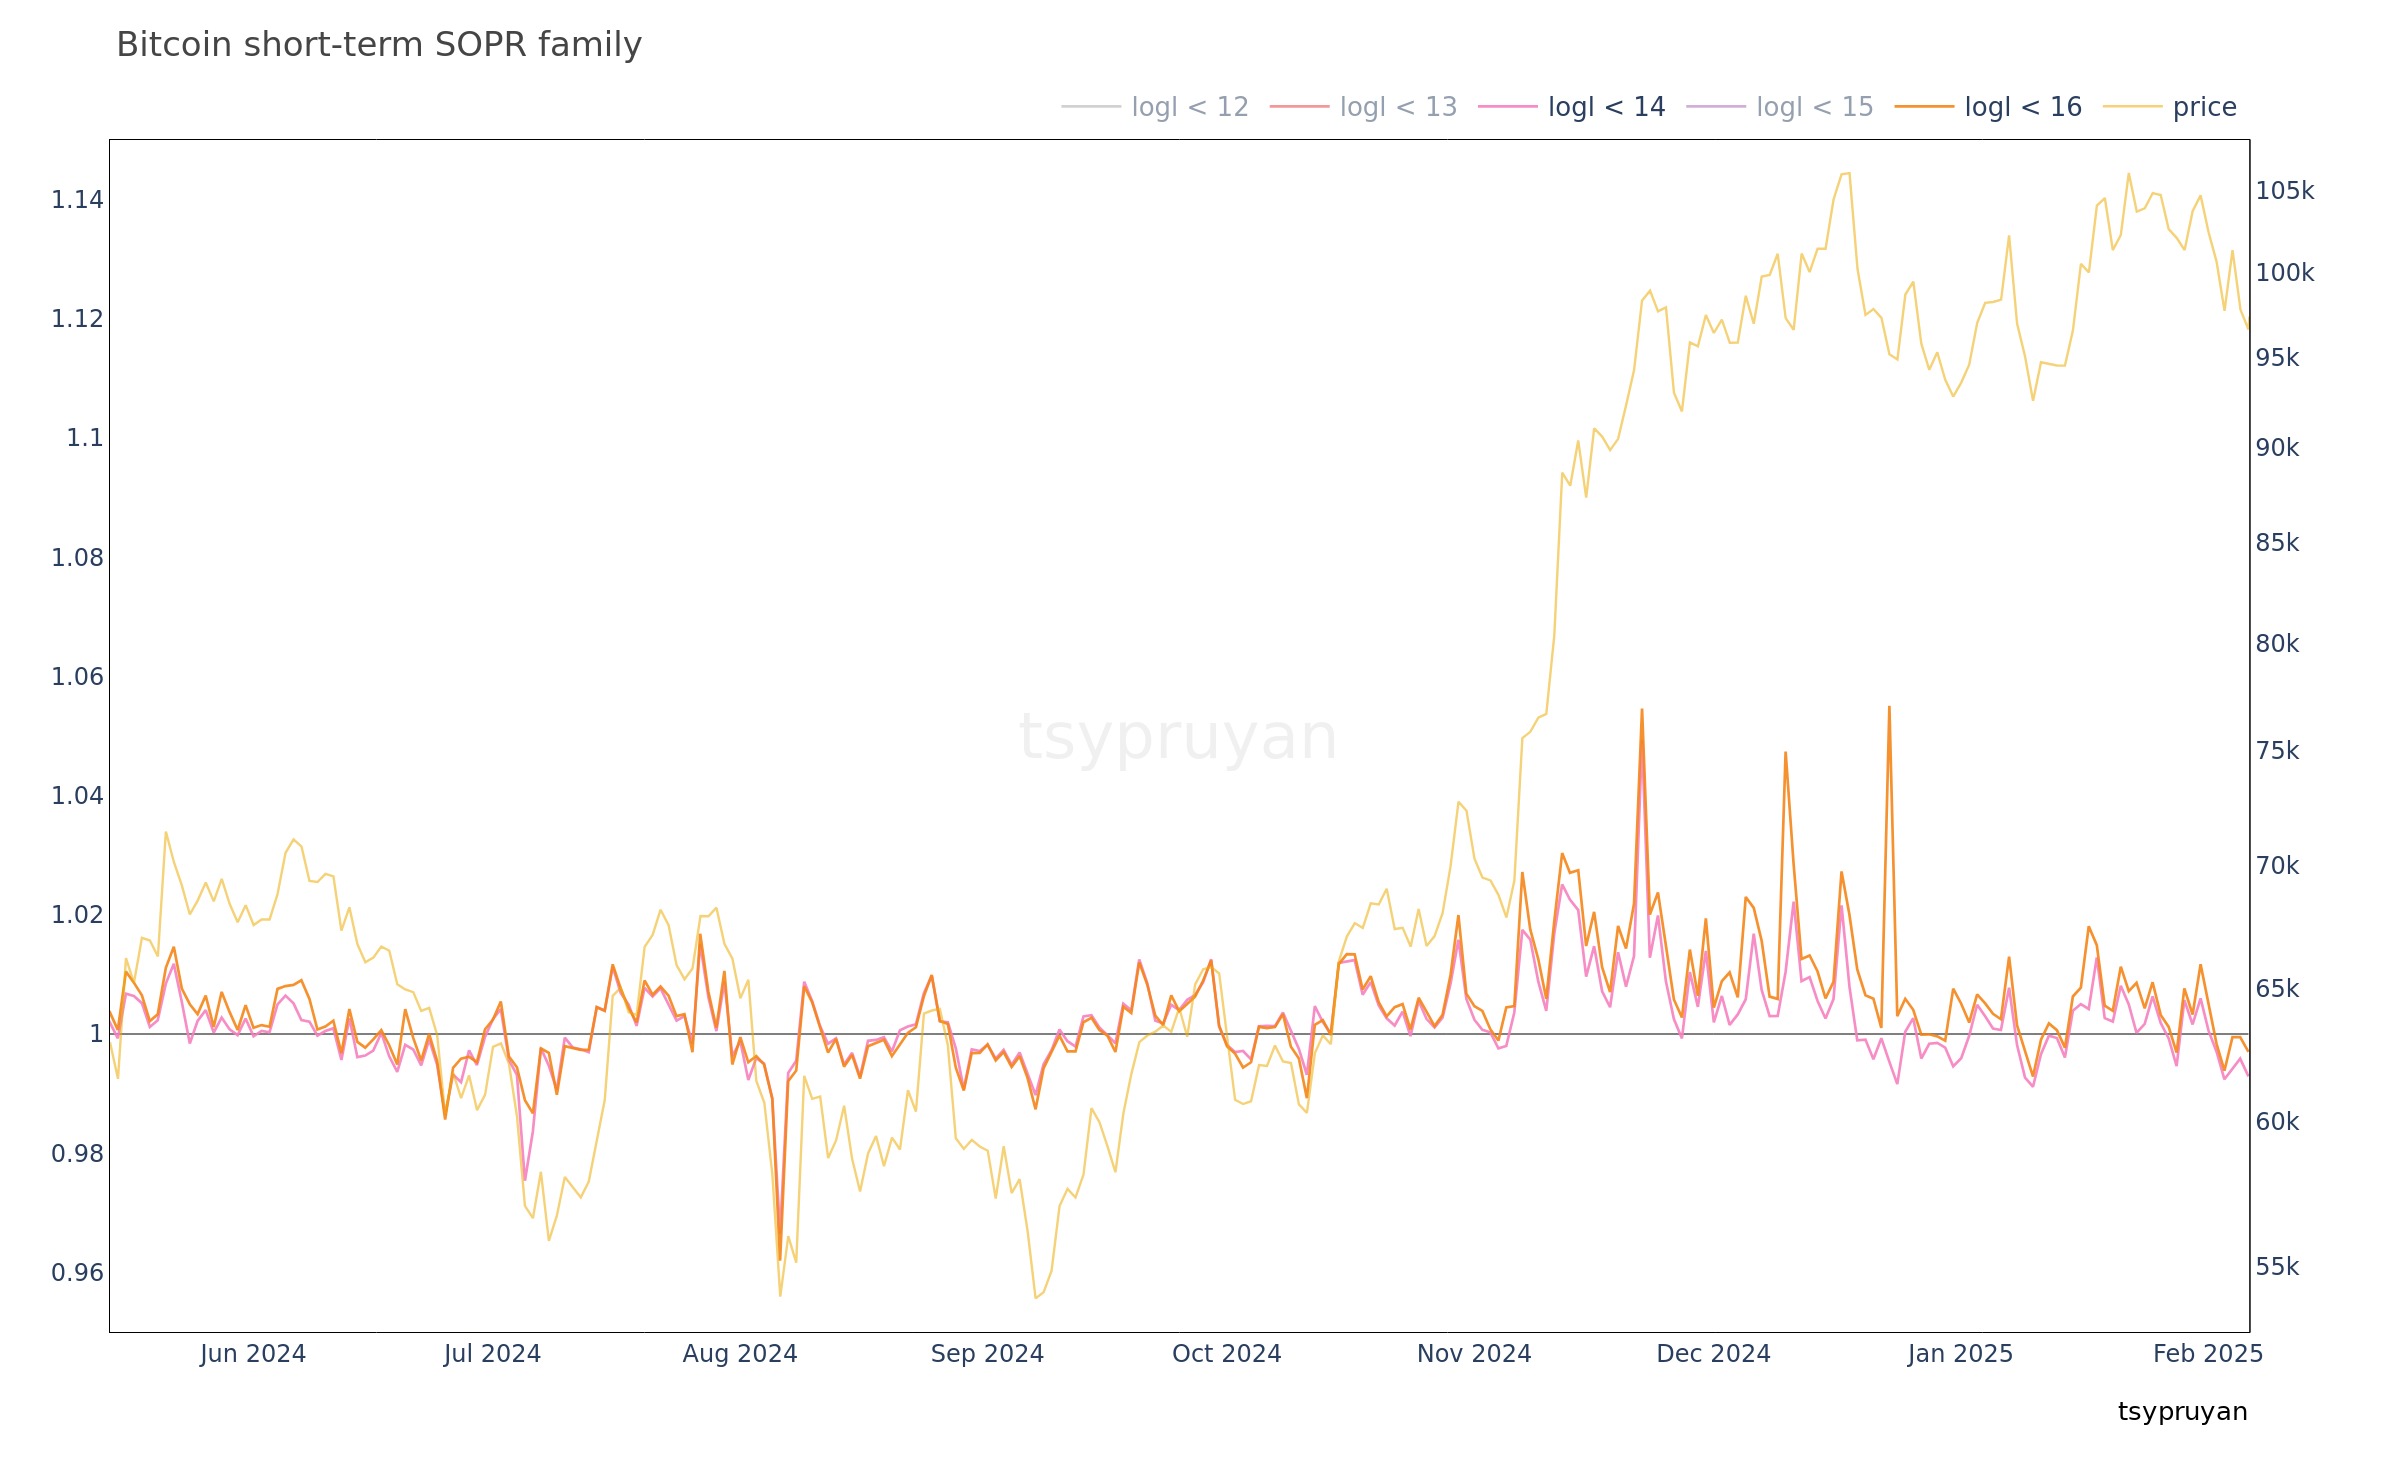 Bitcoin short-term SOPR family
logl < 12 logl < 13 logl < 14 logl < 15 logl < 16 price
1.14
1.12
1.1
1.08
1.06
1.04
1.02
1
0.98
0.96
105k
100k
95k
90k
85k
80k
75k
70k
65k
60k
55k
tsypruyan
Jun 2024 Jul 2024 Aug 2024 Sep 2024 Oct 2024 Nov 2024 Dec 2024 Jan 2025 Feb 2025
tsypruyan